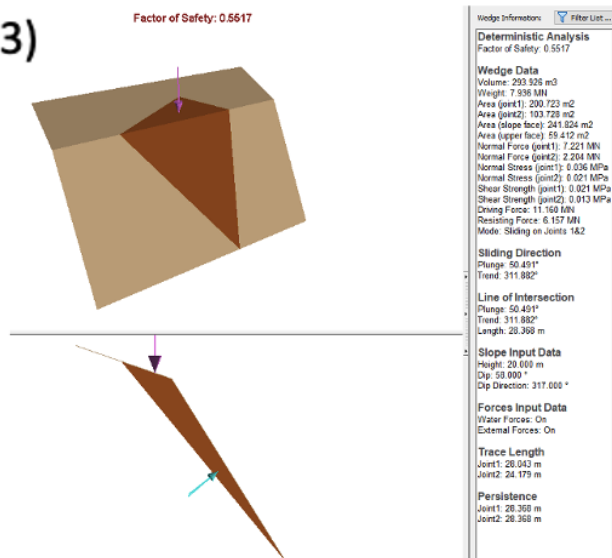 3)
Factor of Safety: 0.5517
Wedge Information: Filter List...
Deterministic Analysis
Factor of Safety: 0.5517
Wedge Data
Volume: 293.926 m3
Weight: 7.936 MN
Area (joint1): 200.723 m2
Area (joint2): 103.728 m2
Area (slope face): 241.824 m2
Area (upper face): 59.412 m2
Normal Force (joint1): 7.221 MN
Normal Force (joint2): 2.204 MN
Normal Stress (joint1): 0.036 MPa
Normal Stress (joint2): 0.021 MPa
Shear Strength (joint1): 0.021 MPa
Shear Strength (joint2): 0.013 MPa
Driving Force: 11.160 MN
Resisting Force: 6.157 MN
Mode: Sliding on Joints 1&2
Sliding Direction
Plunge: 50.491°
Trend: 311.882°
Line of Intersection
Plunge: 50.491°
Trend: 311.882°
Length: 28.368 m
Slope Input Data
Height: 20.000 m
Dip: 58.000 °
Dip Direction: 317.000 °
Forces Input Data
Water Forces: On
External Forces: On
Trace Length
Joint1: 28.043 m
Joint2: 24.179 m
Persistence
Joint1: 28.368 m
Joint2: 28.368 m